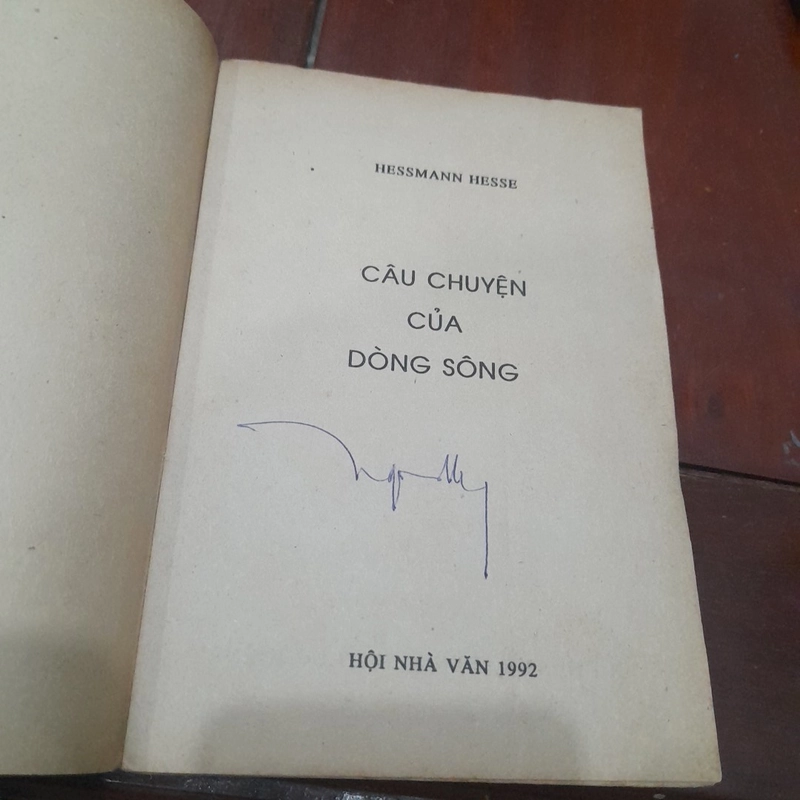 HESSMANN HESSE
CÂU CHUYỆN
CỦA
DÒNG SÔNG
HỘI NHÀ VĂN 1992